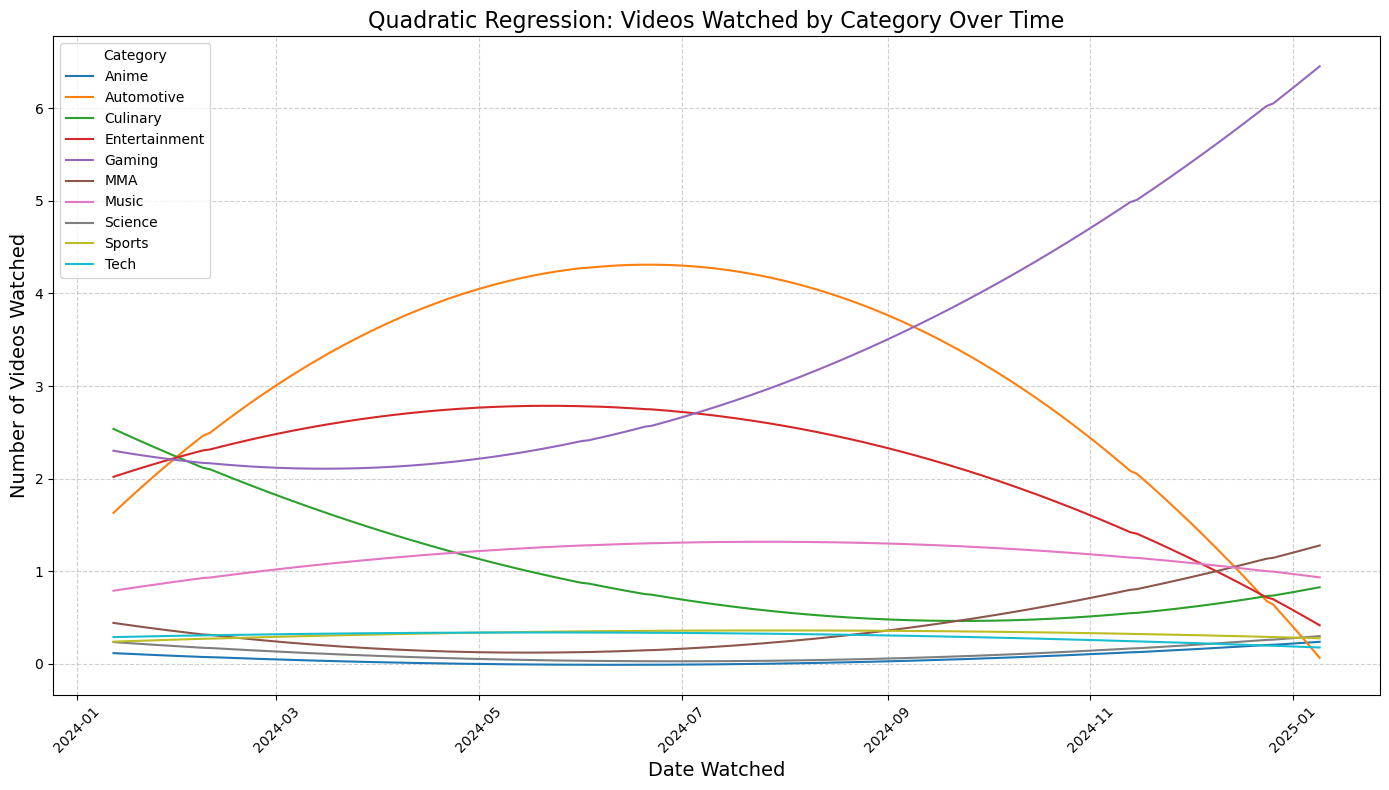 Quadratic Regression: Videos Watched by Category Over Time
Category
Anime
Automotive
Culinary
Entertainment
Gaming
MMA
Music
Science
Sports
Tech
Number of Videos Watched
6
5
4
3
2
1
0
2024-01
2024-03
2024-05
2024-07
2024-09
2024-11
2025-01
Date Watched